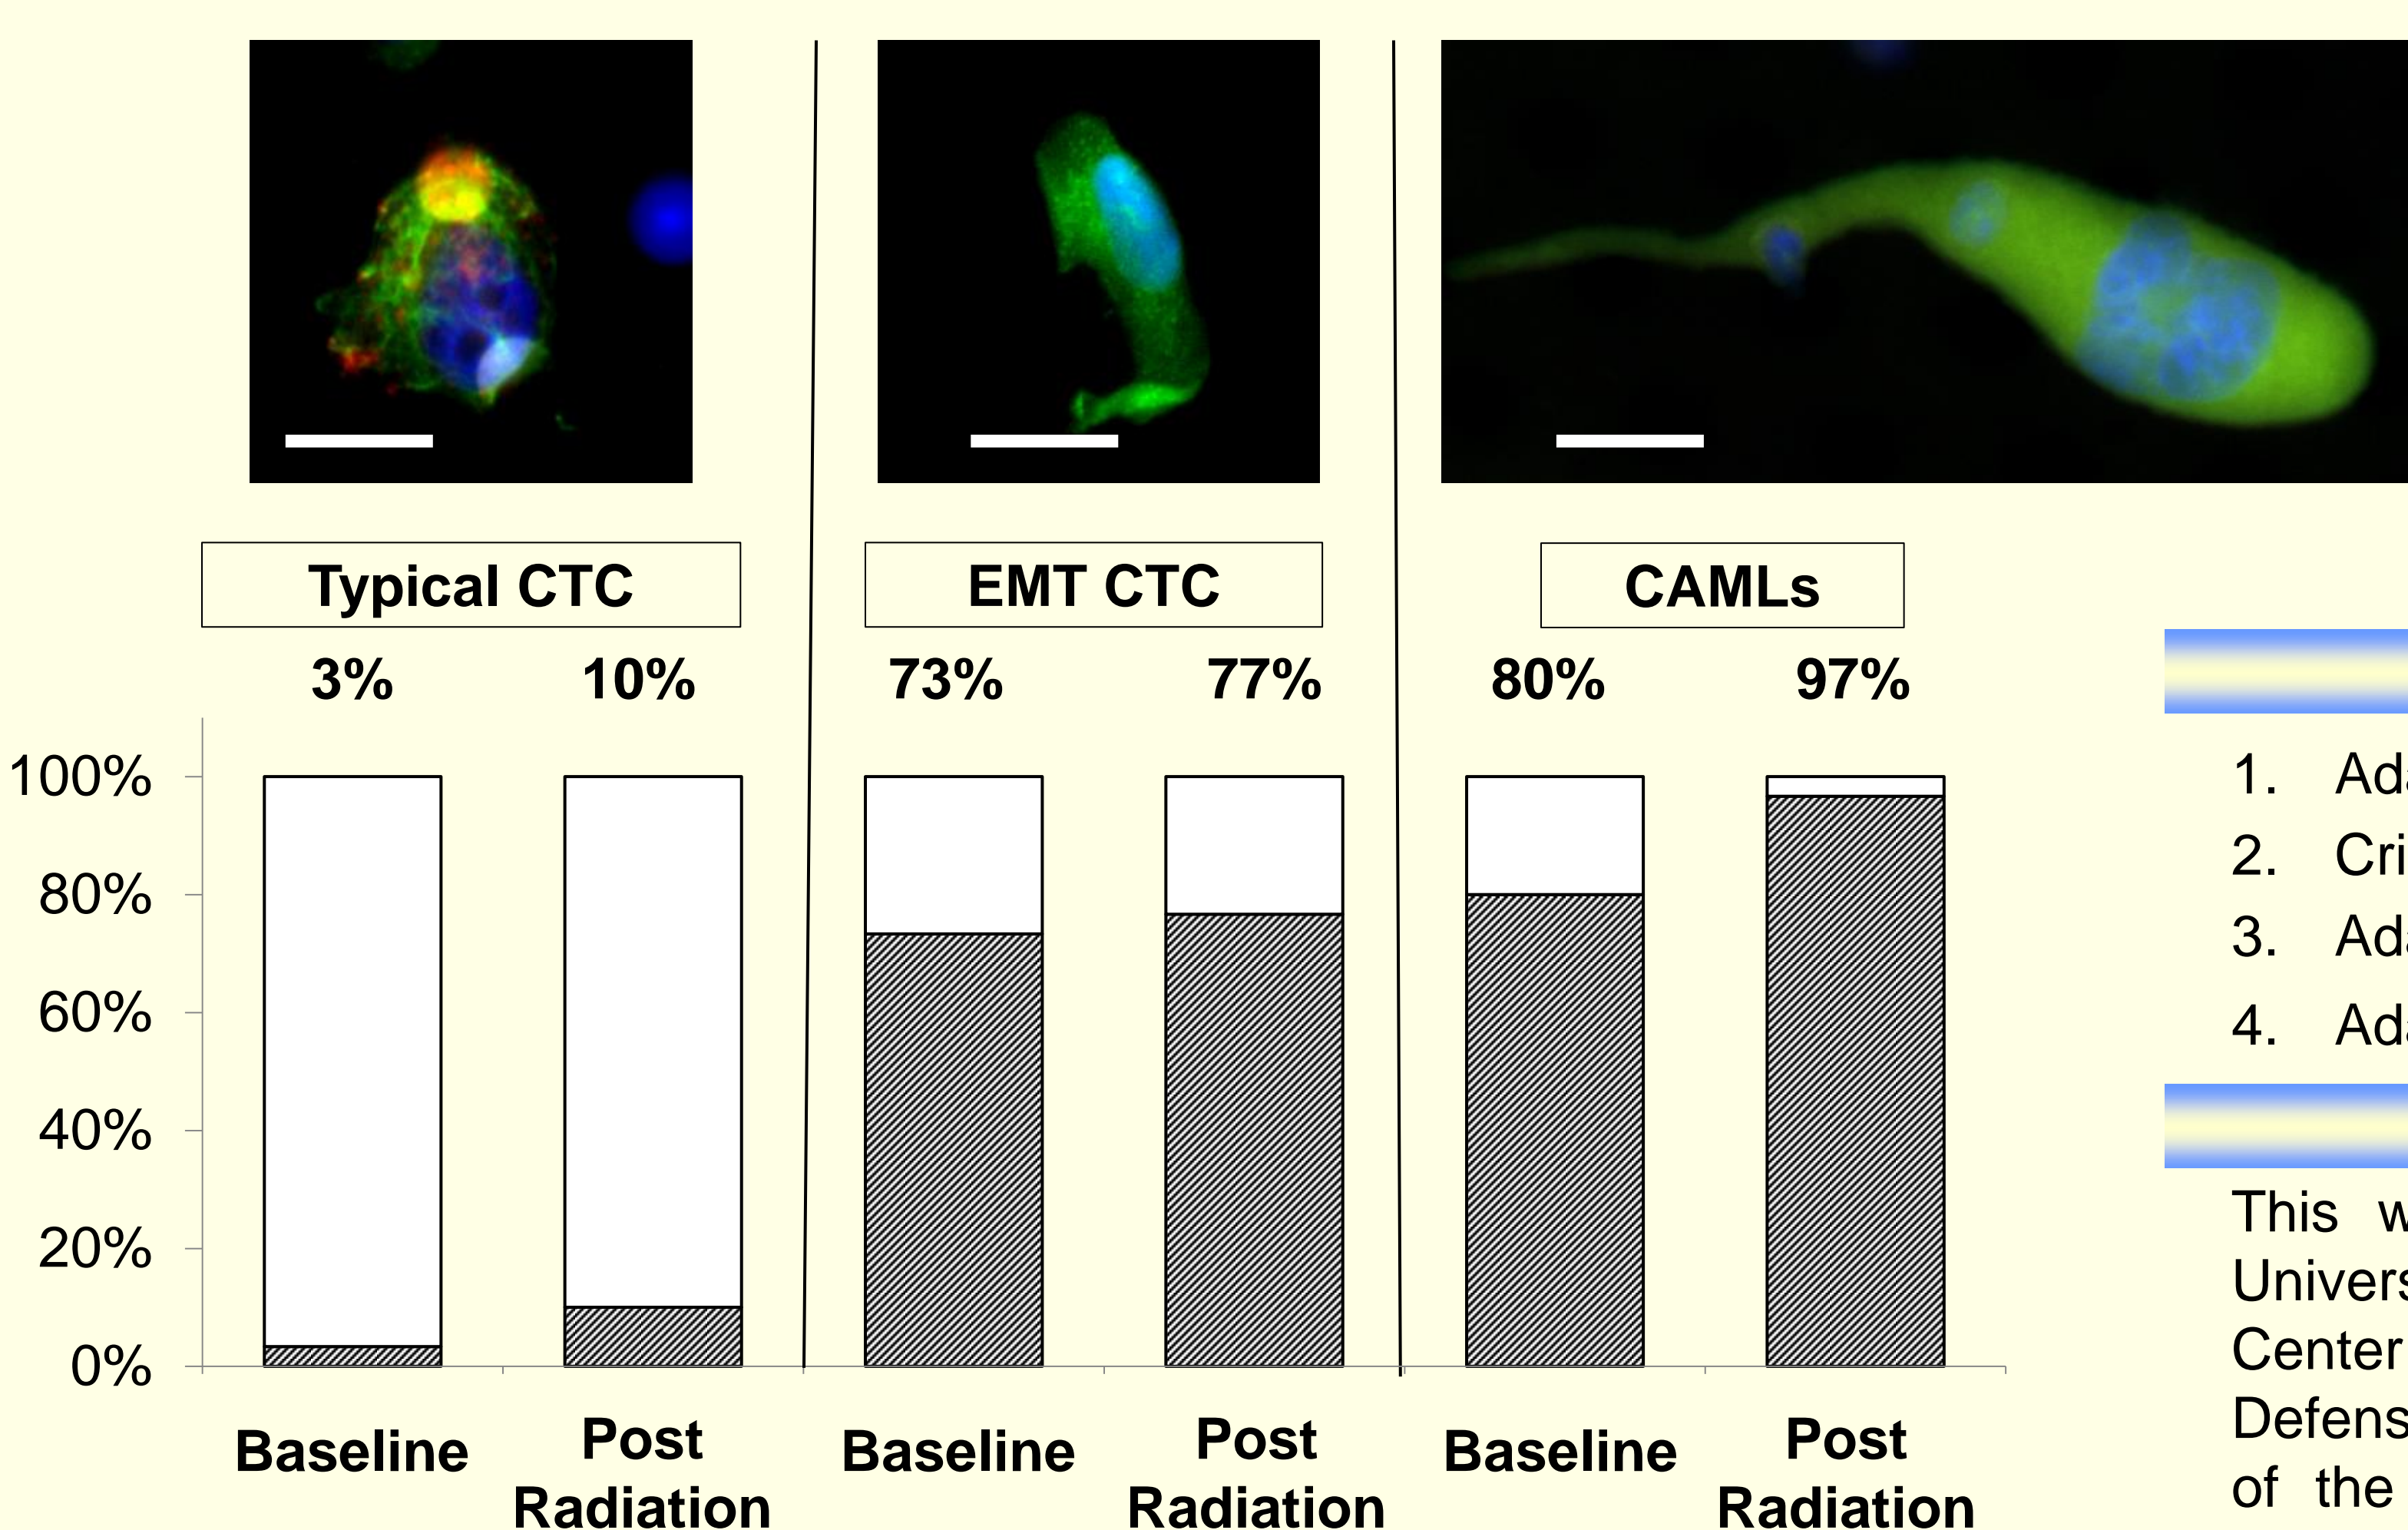 Typical CTC
EMT CTC
CAMLs
3%
10%
73%
77%
80%
97%
100%
80%
60%
40%
20%
0%
Baseline
Post
Radiation
Baseline
Post
Radiation
Baseline
Post
Radiation
1.
2.
3.
4.
This
Center
of the